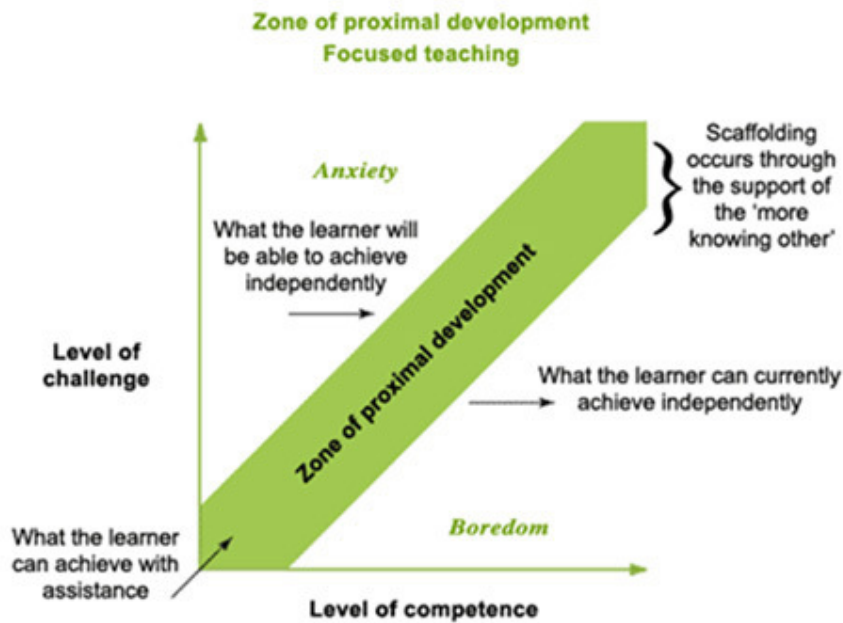 Zone of proximal development
Focused teaching
Anxiety
Scaffolding
occurs through
the support of
the ‘more
knowing other’
What the learner will
be able to achieve
independently
Zone of proximal development
Level of
challenge
What the learner can currently
achieve independently
Boredom
What the learner
can achieve with
assistance
Level of competence